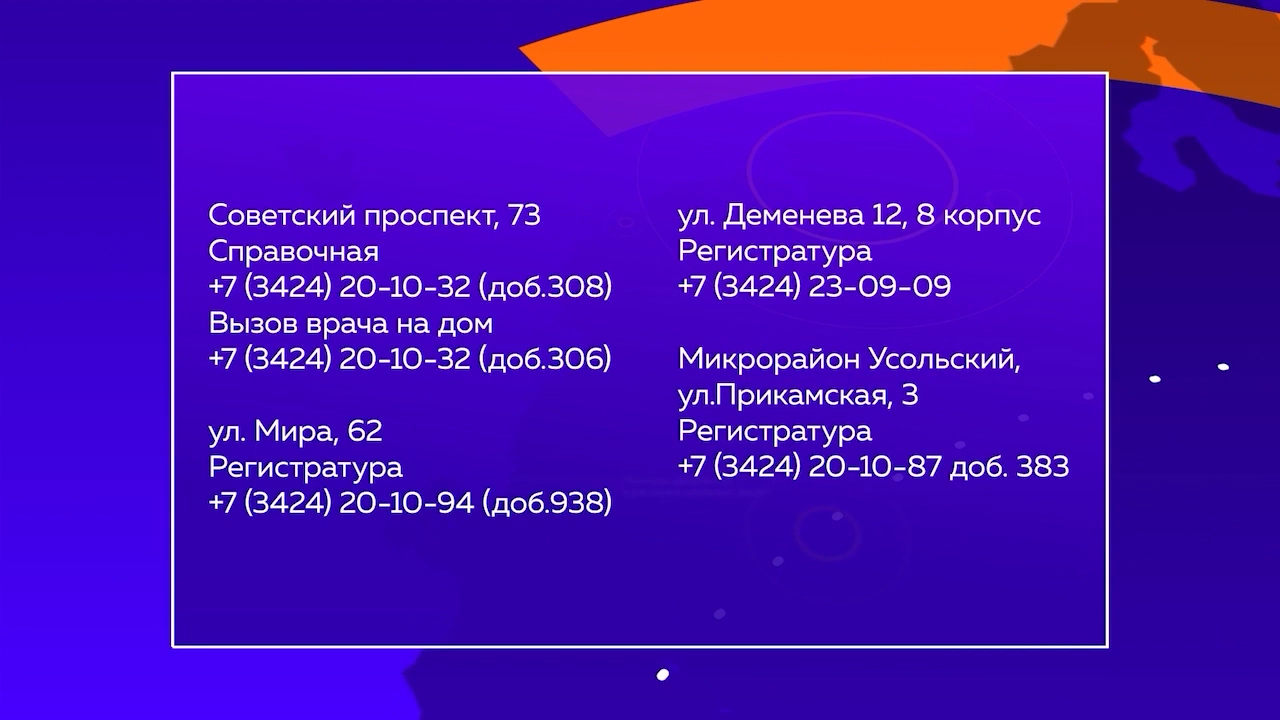 Советский проспект, 73
Справочная
+7 (3424) 20-10-32 (доб.308)
Вызов врача на дом
+7 (3424) 20-10-32 (доб.306)
ул. Мира, 62
Регистратура
+7 (3424) 20-10-94 (доб.938)
ул. Деменева 12, 8 корпус
Регистратура
+7 (3424) 23-09-09
Микрорайон Усольский,
ул.Прикамская, 3
Регистратура
+7 (3424) 20-10-87 доб. 383